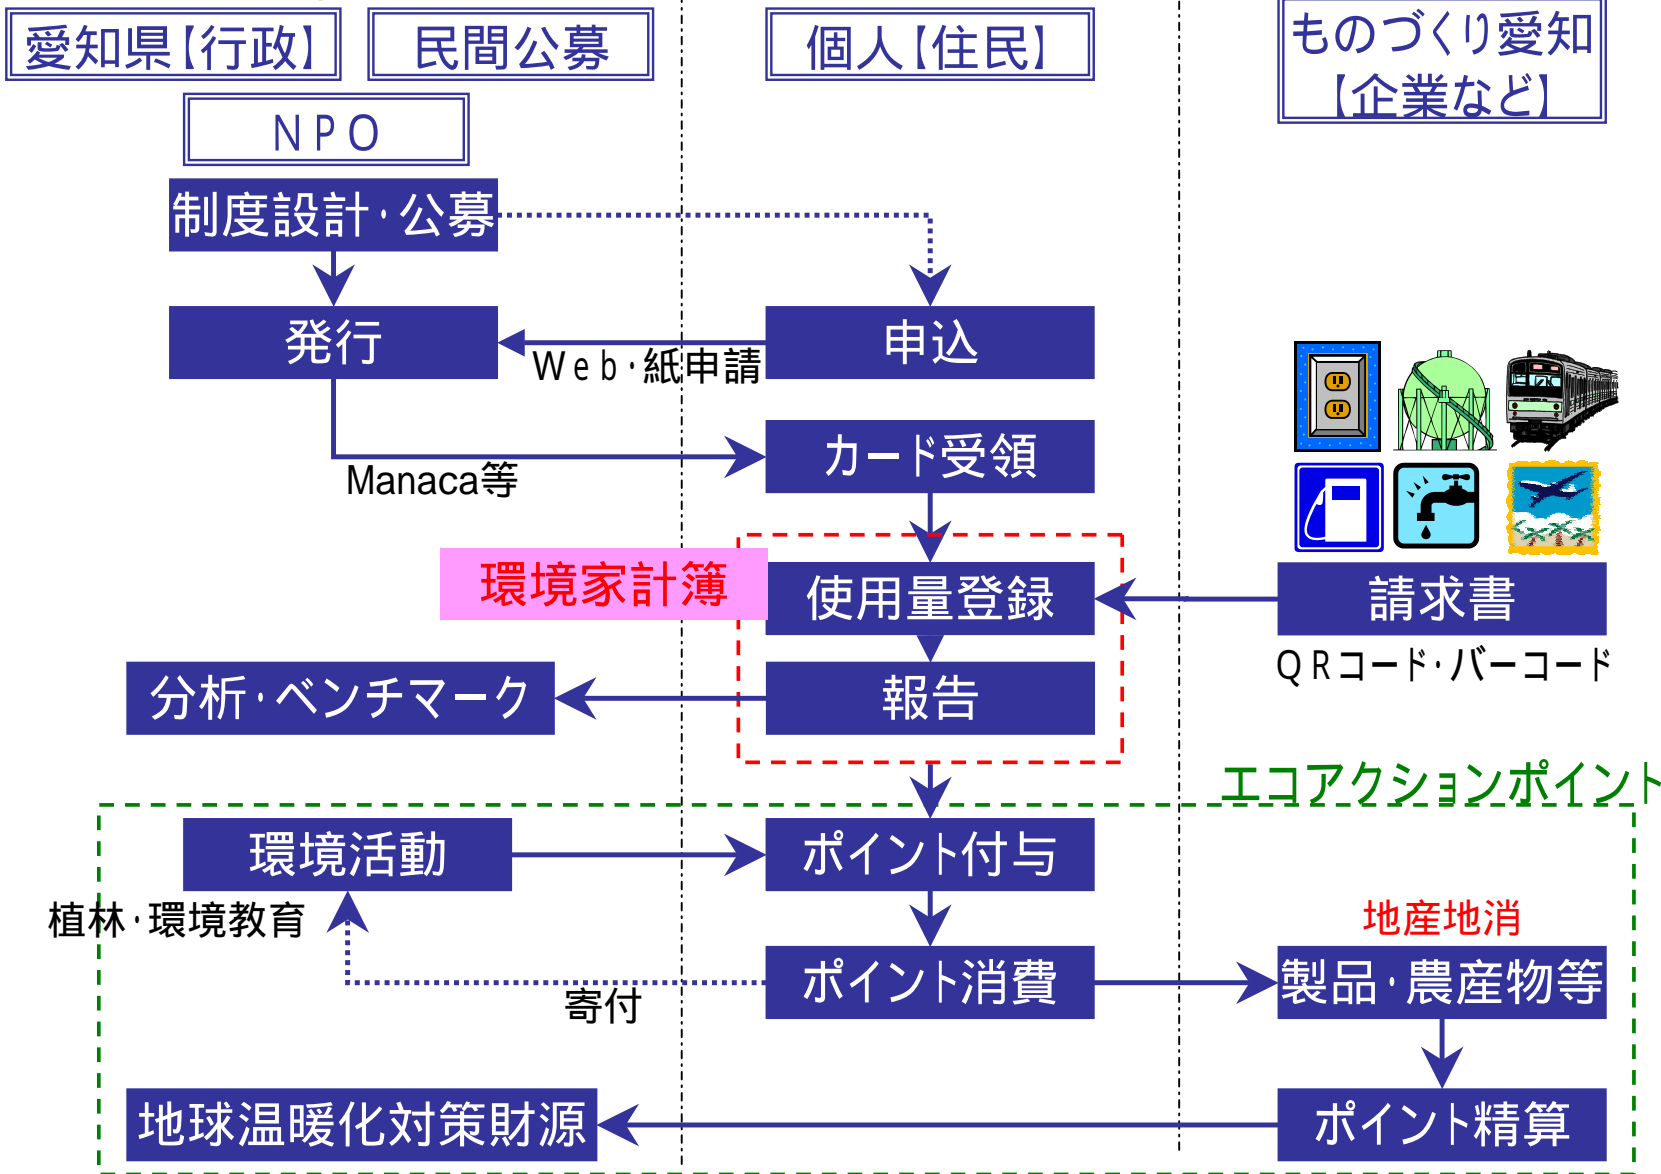 愛知県【行政】
民間公募
個人【住民】
ものづくり愛知
【企業など】
NPO
制度設計・公募
発行
申込
Web・紙申請
カード受領
Manaca等
環境家計簿
使用量登録
請求書
QRコード・バーコード
分析・ベンチマーク
報告
エコアクションポイント
環境活動
ポイント付与
植林・環境教育
地産地消
ポイント消費
製品・農産物等
寄付
地球温暖化対策財源
ポイント精算